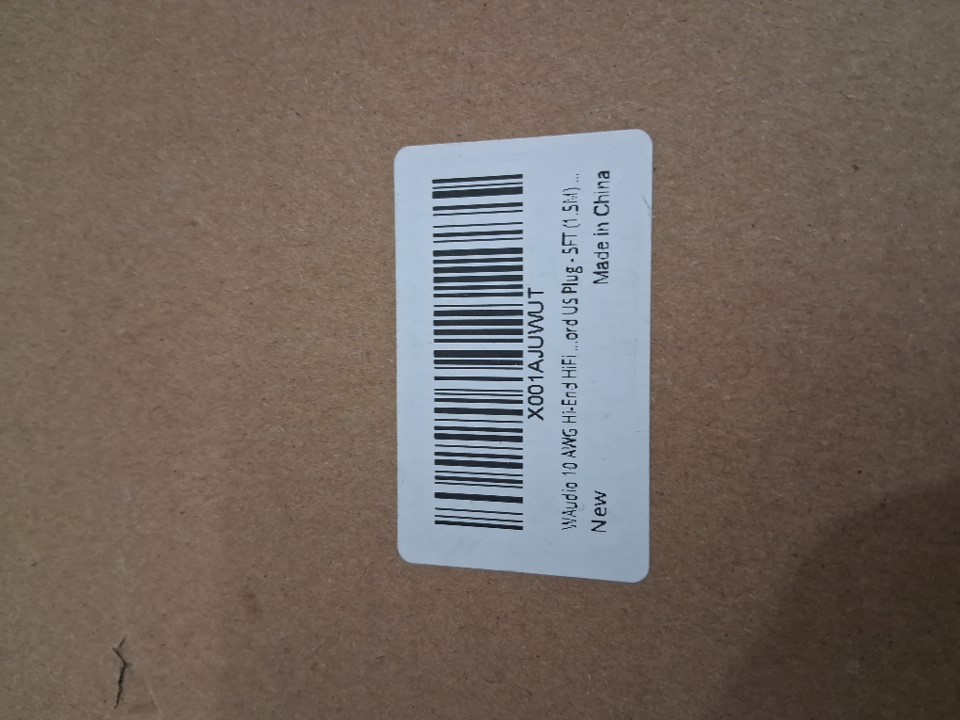 X001AJUWUT
WAudio 10 AWG Hi-End HiFi ...ord US Plug - 5FT (1.5M) ...
New
Made in China